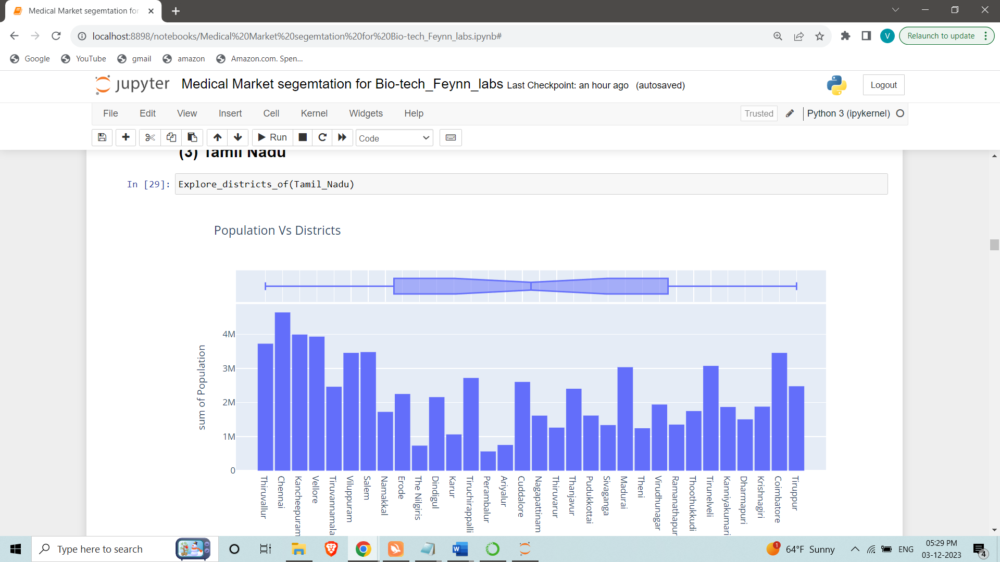 Medical Market segemtation for
localhost:8898/notebooks/Medical%20Market%20segemtation%20for%20Bio-tech_Feynn_labs.ipynb#
V
Relaunch to update
Google
YouTube
gmail
amazon
Amazon.com. Spen...
jupyter
Medical Market segemtation for Bio-tech_Feynn_labs
Last Checkpoint: an hour ago
(autosaved)
Logout
File
Edit
View
Insert
Cell
Kernel
Widgets
Help
Trusted
Python 3 (ipykernel)
Run
Code
(3) Tamil Nadu
In [29]:
Explore_districts_of(Tamil_Nadu)
Population Vs Districts
sum of Population
4M
3M
2M
1M
0
Thiruvallur
Chennai
Kancheepuram
Vellore
Tiruvannamala
Viluppuram
Salem
Namakkal
Erode
The Nilgiris
Dindigul
Karur
Tiruchirappalli
Perambalur
Ariyalur
Cuddalore
Nagapattinam
Thiruvarur
Thanjavur
Pudukkottai
Sivaganga
Madurai
Theni
Virudhunagar
Ramanathapur
Thoothukkudi
Tirunelveli
Kanniyakumari
Dharmapuri
Krishnagiri
Coimbatore
Tiruppur
Type here to search
W
1
64°F Sunny
ENG
05:29 PM
03-12-2023
4